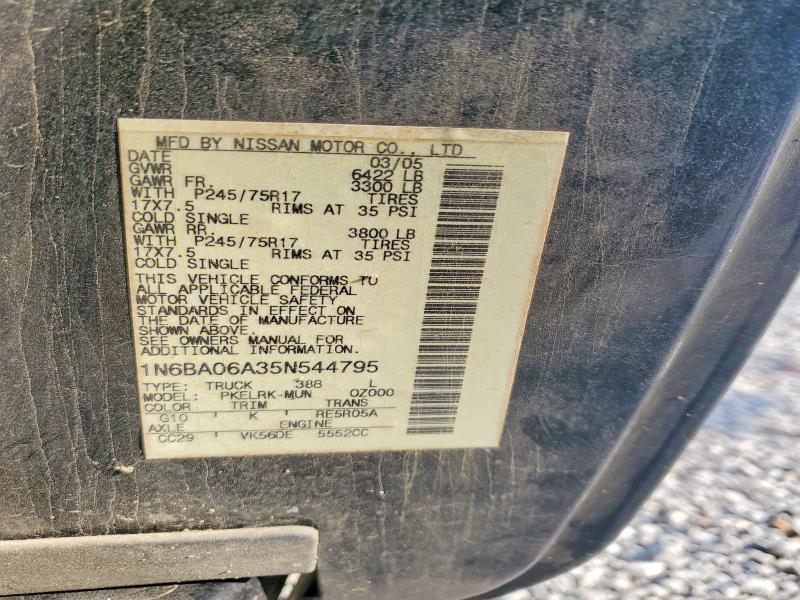 MFD BY NISSAN MOTOR CO., LTD
DATE 03/05
GVWR 6422 LB
GAWR FR. 3300 LB
WITH P245/75R17 TIRES
17X7.5 RIMS AT 35 PSI
COLD SINGLE
GAWR RR. 3800 LB
WITH P245/75R17 TIRES
17X7.5 RIMS AT 35 PSI
COLD SINGLE
THIS VEHICLE CONFORMS TO
ALL APPLICABLE FEDERAL
MOTOR VEHICLE SAFETY
STANDARDS IN EFFECT ON
THE DATE OF MANUFACTURE
SHOWN ABOVE.
SEE OWNERS MANUAL FOR
ADDITIONAL INFORMATION.
1N6BA06A35N544795
TYPE: TRUCK 388 L
MODEL: PKELRK-MUN 0Z000
COLOR TRIM TRANS
G10 K RE5R05A
AXLE ENGINE
CC29 VK56DE 5552CC